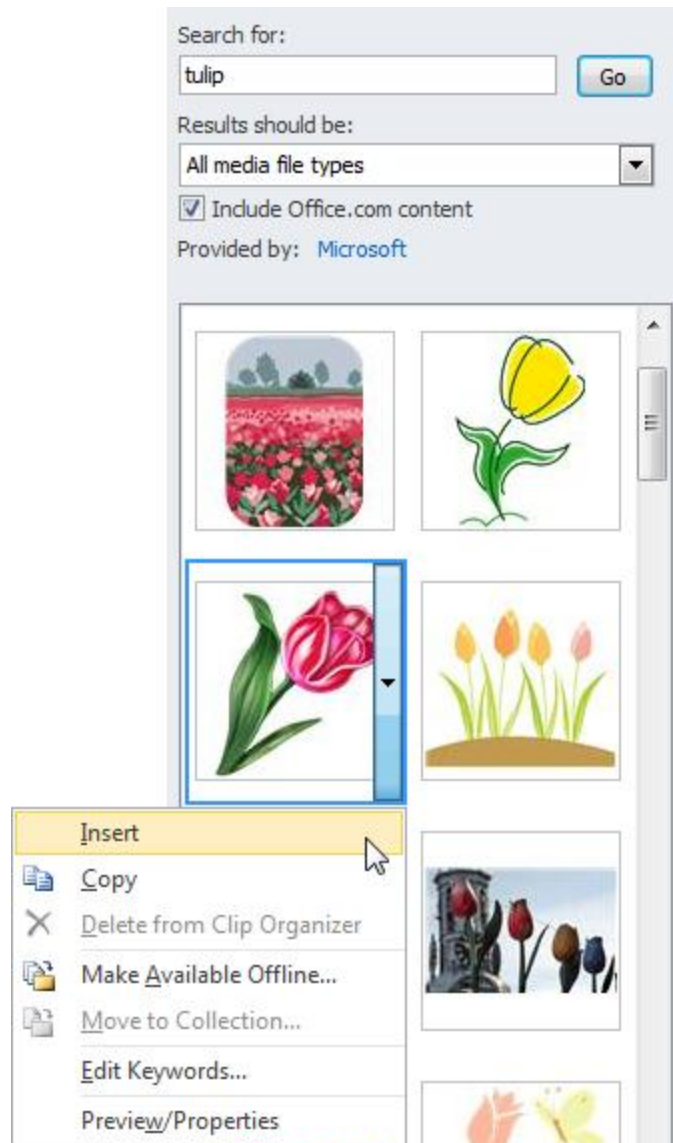 Search for:
tulip
Go
Results should be:
All media file types
Include Office.com content
Provided by: Microsoft
Insert
Copy
Delete from Clip Organizer
Make Available Offline...
Move to Collection...
Edit Keywords...
Preview/Properties